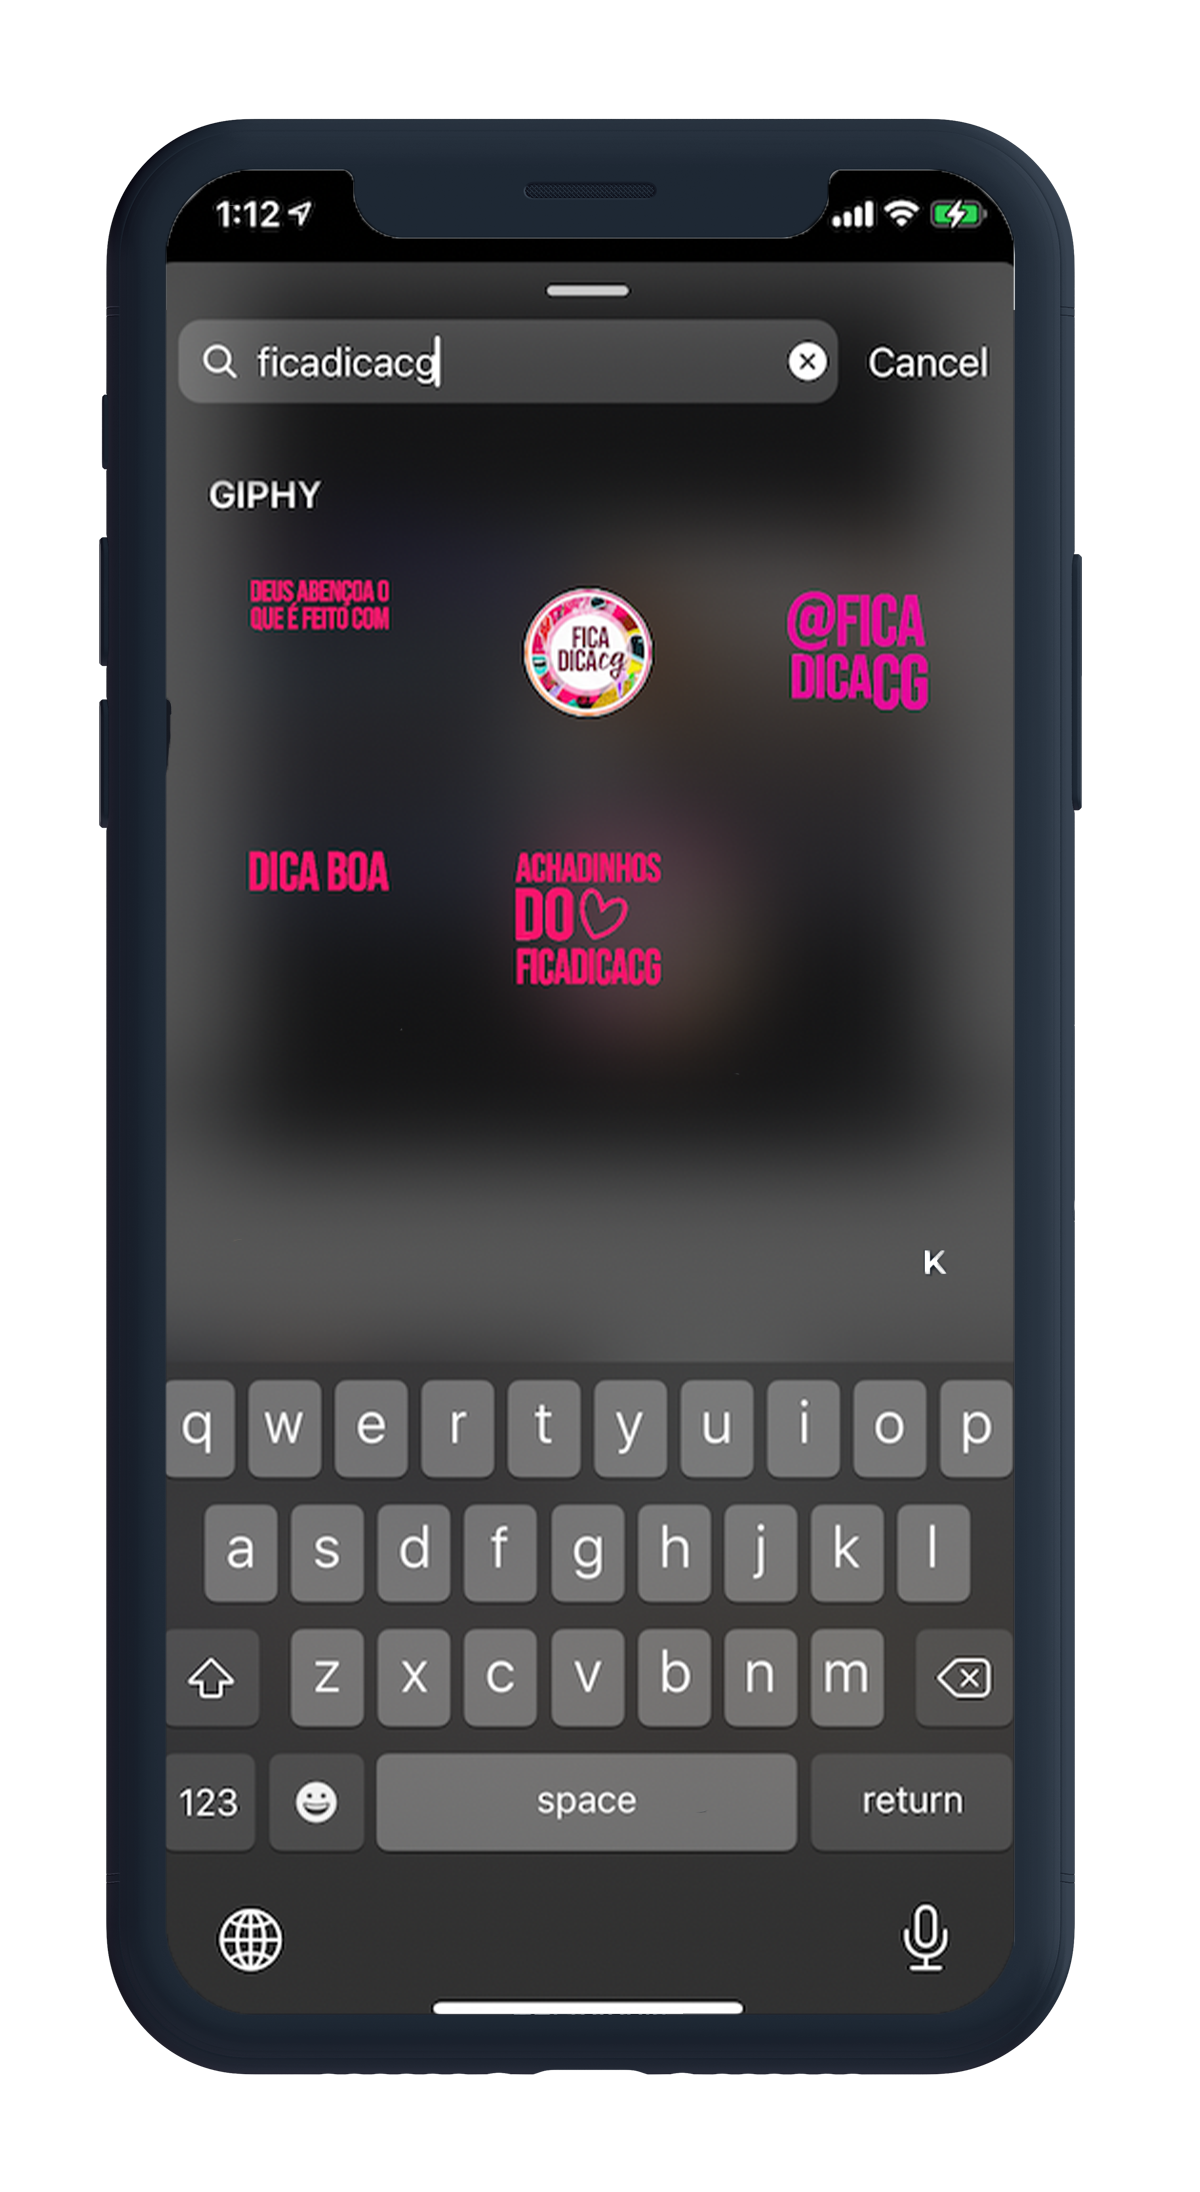 1:12
ficadicacg
Cancel
GIPHY
DEUS ABENÇOA O
QUE É FEITO COM
FICA
DICAcg
@FICA
DICACG
DICA BOA
ACHADINHOS
DO
FICADICACG
K
q w e r t y u i o p
a s d f g h j k l
z x c v b n m
123 space return